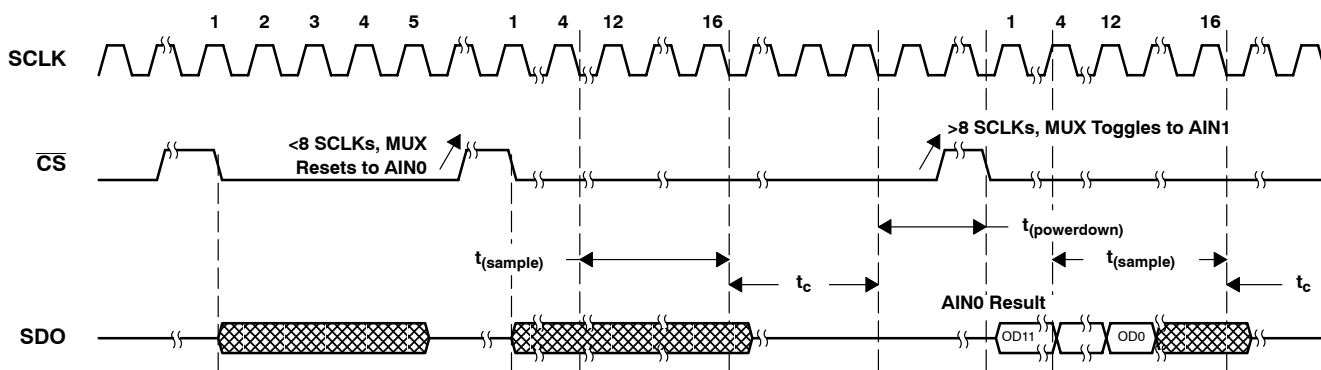 1 2 3 4 5 1 4 12 16 1 4 12 16
SCLK
<8 SCLKs, MUX
Resets to AIN0
>8 SCLKs, MUX Toggles to AIN1
CS
t(powerdown)
t(sample)
t(sample)
tc
tc
AIN0 Result
SDO
OD11
OD0